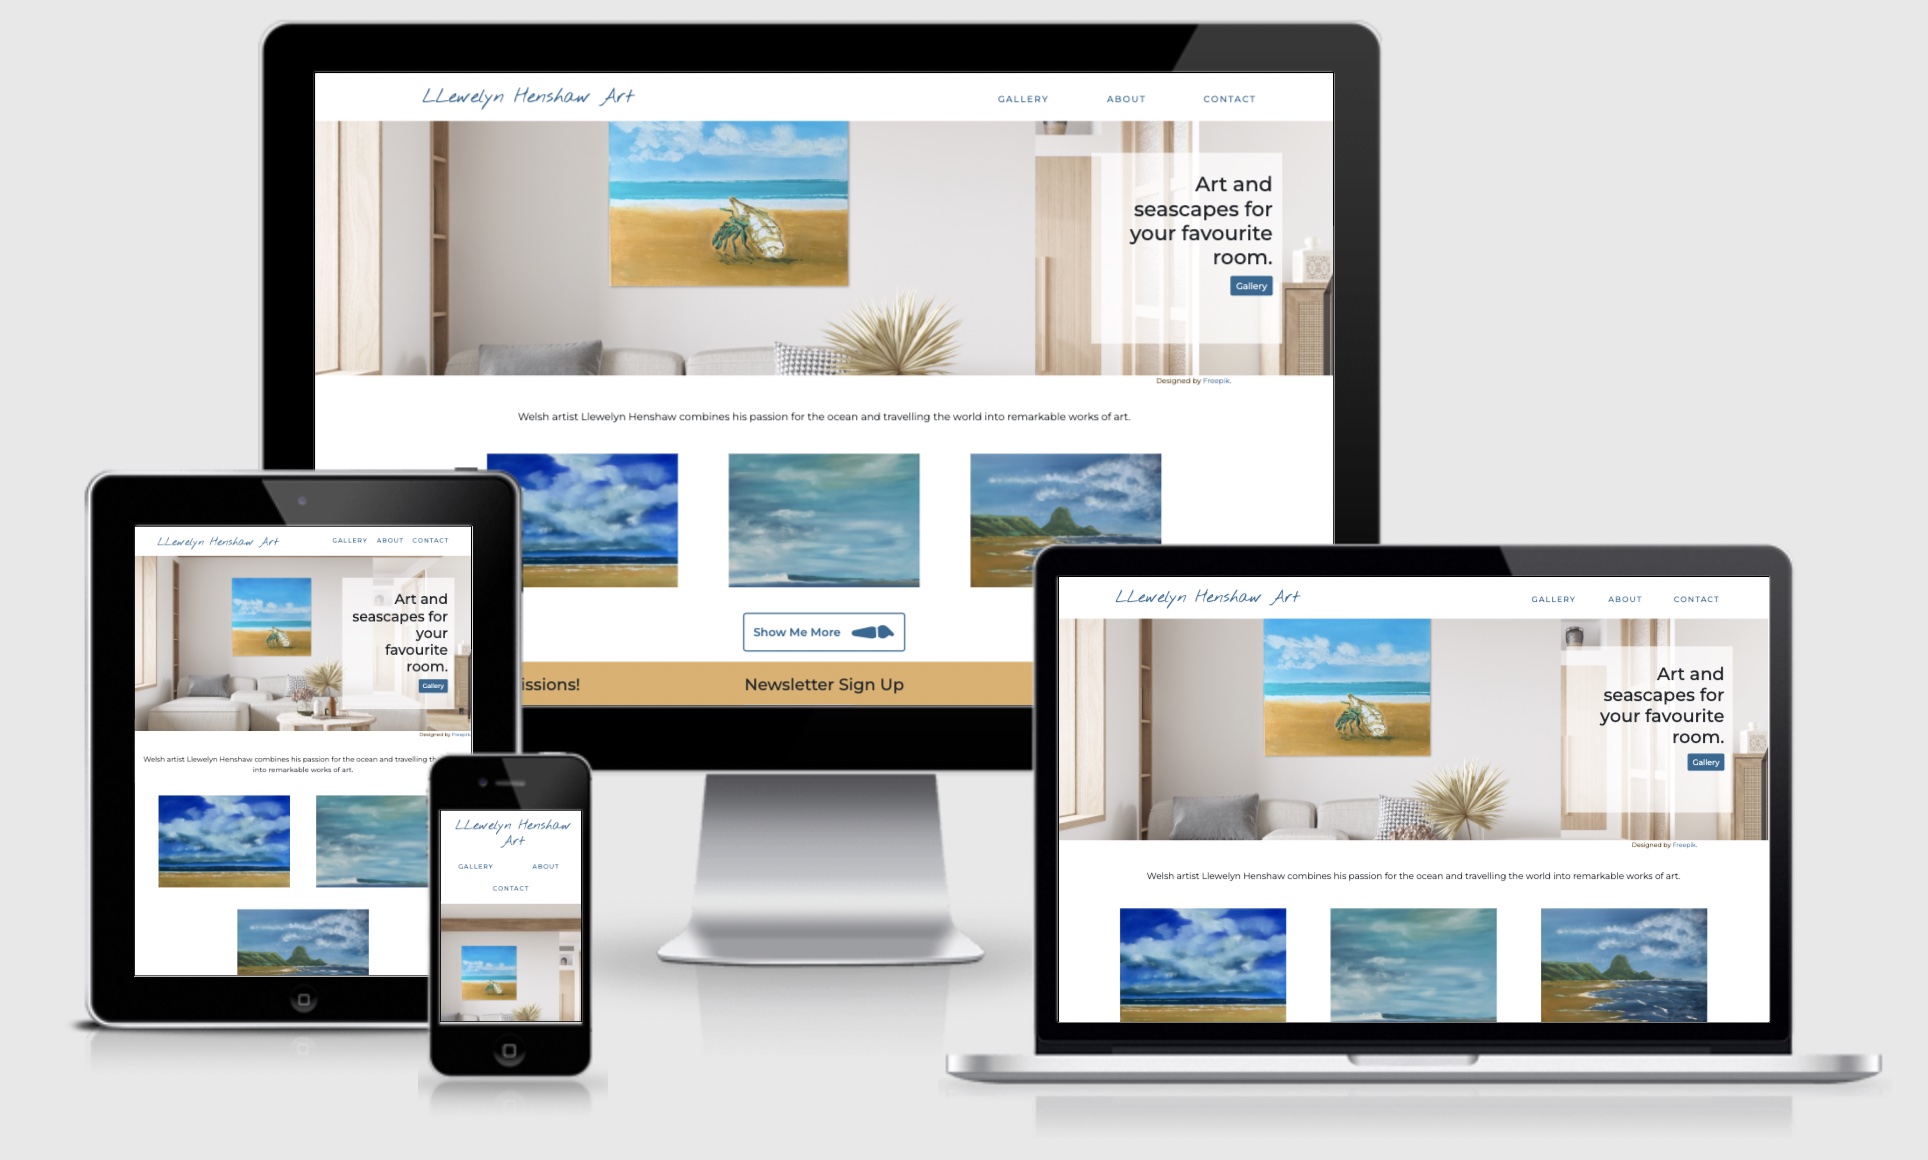 LLewelyn Henshaw Art
GALLERY ABOUT CONTACT
Art and
seascapes for
your favourite
room.
Gallery
Designed by Freepik.
Welsh artist Llewelyn Henshaw combines his passion for the ocean and travelling the world into remarkable works of art.
Show Me More
issions!
Newsletter Sign Up
LLewelyn Henshaw Art
GALLERY ABOUT CONTACT
Art and
seascapes for
your
favourite
room.
Gallery
Designed by Freepik
Welsh artist Llewelyn Henshaw combines his passion for the ocean and travelling th
into remarkable works of art.
LLewelyn Henshaw
Art
GALLERY ABOUT
CONTACT
LLewelyn Henshaw Art
GALLERY ABOUT CONTACT
Art and
seascapes for
your favourite
room.
Gallery
Designed by Freepik.
Welsh artist Llewelyn Henshaw combines his passion for the ocean and travelling the world into remarkable works of art.